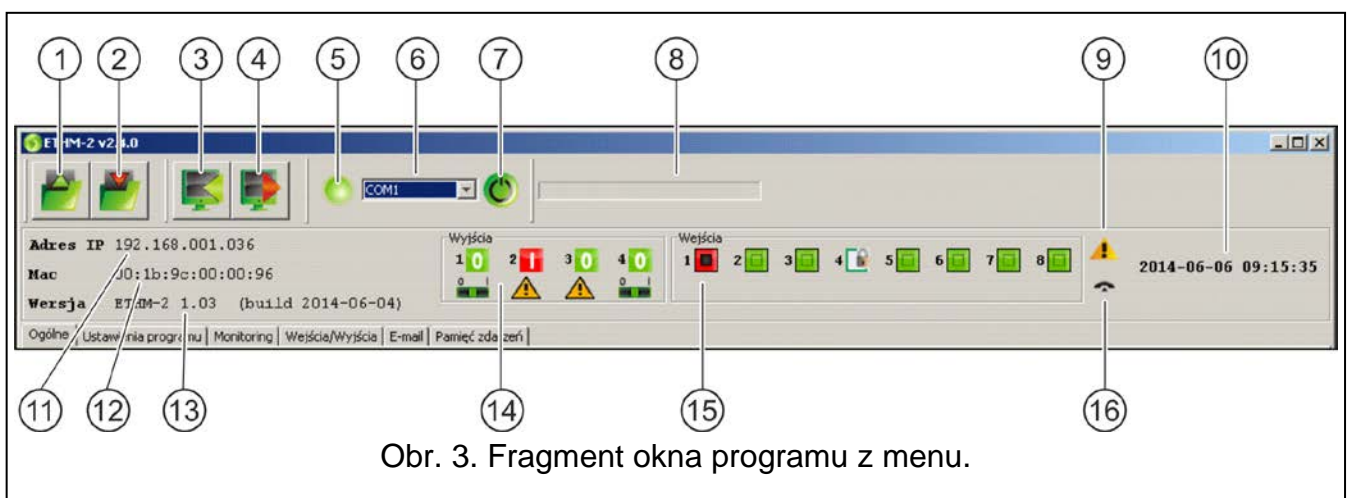 1 2 3 4 5 6 7 8 9 10
ETHM-2 v2.4.0
COM1
Adres IP 192.168.001.036
Mac 00:1b:9c:00:00:96
Wersja ETHM-2 1.03 (build 2014-06-04)
Wyjścia
1 0 2 I 3 0 4 0
0 I 0 I
Wejścia
1 2 3 4 5 6 7 8
2014-06-06 09:15:35
Ogólne Ustawienia programu Monitoring Wejścia/Wyjścia E-mail Pamięć zdarzeń
11 12 13 14 15 16
Obr. 3. Fragment okna programu z menu.